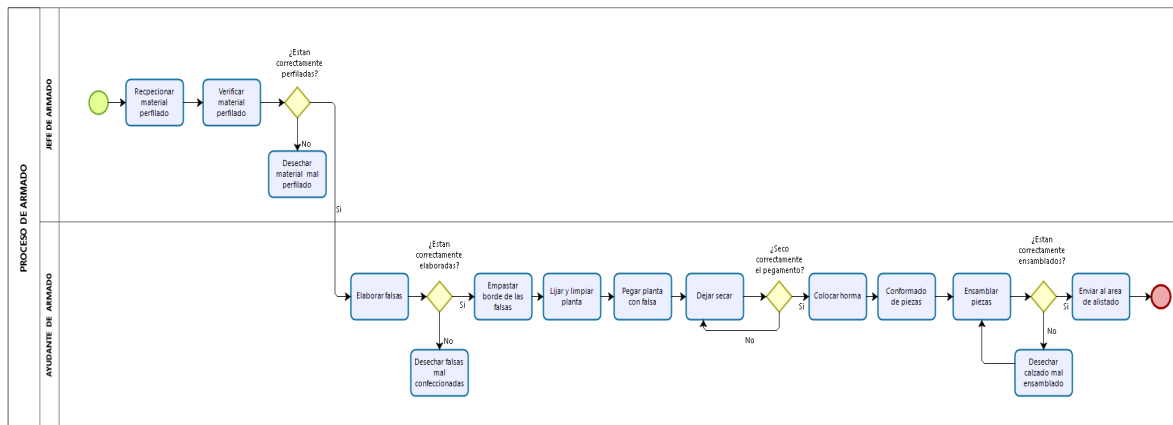 PROCESO DE ARMADO
JEFE DE ARMADO
Recpecionar
material
perfilado
Verificar
material
perfilado
¿Estan
correctamente
perfiladas?
No
Desechar
material mal
perfilado
Si
AYUDANTE DE ARMADO
Elaborar falsas
¿Estan
correctamente
elaboradas?
Si
No
Desechar falsas
mal
confeccionadas
Empastar
borde de las
falsas
Lijar y limpiar
planta
Pegar planta
con falsa
Dejar secar
¿Seco
correctamente
el pegamento?
Si
No
Colocar horma
Conformado
de piezas
Ensamblar
piezas
¿Estan
correctamente
ensamblados?
Si
No
Desechar
calzado mal
ensamblado
Enviar al area
de alistado